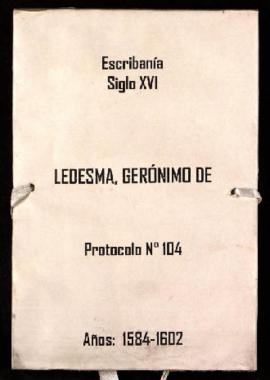 Escribanía
Siglo XVI
LEDESMA, GERÓNIMO DE
Protocolo Nº 104
Años: 1584-1602